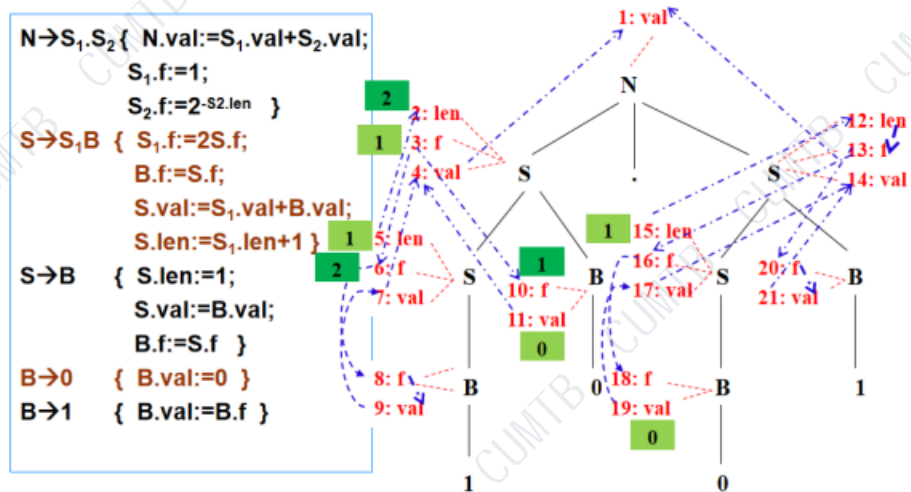 N→S₁.S₂ { N.val:=S₁.val+S₂.val;
S₁.f:=1;
S₂.f:=2^-S2.len }
S→S₁B { S₁.f:=2S.f;
B.f:=S.f;
S.val:=S₁.val+B.val;
S.len:=S₁.len+1 }
S→B { S.len:=1;
S.val:=B.val;
B.f:=S.f }
B→0 { B.val:=0 }
B→1 { B.val:=B.f }
1: val
N
2
2: len
12: len
1
3: f
13: f
4: val
S
.
S
14: val
1
5: len
1
15: len
2
6: f
S
1
B
16: f
S
20: f
B
7: val
10: f
17: val
21: val
11: val
0
8: f
B
0
18: f
B
1
9: val
19: val
0
1
0
CUMTB
CUMTB
CUMTB
CUMTB
CUMTB